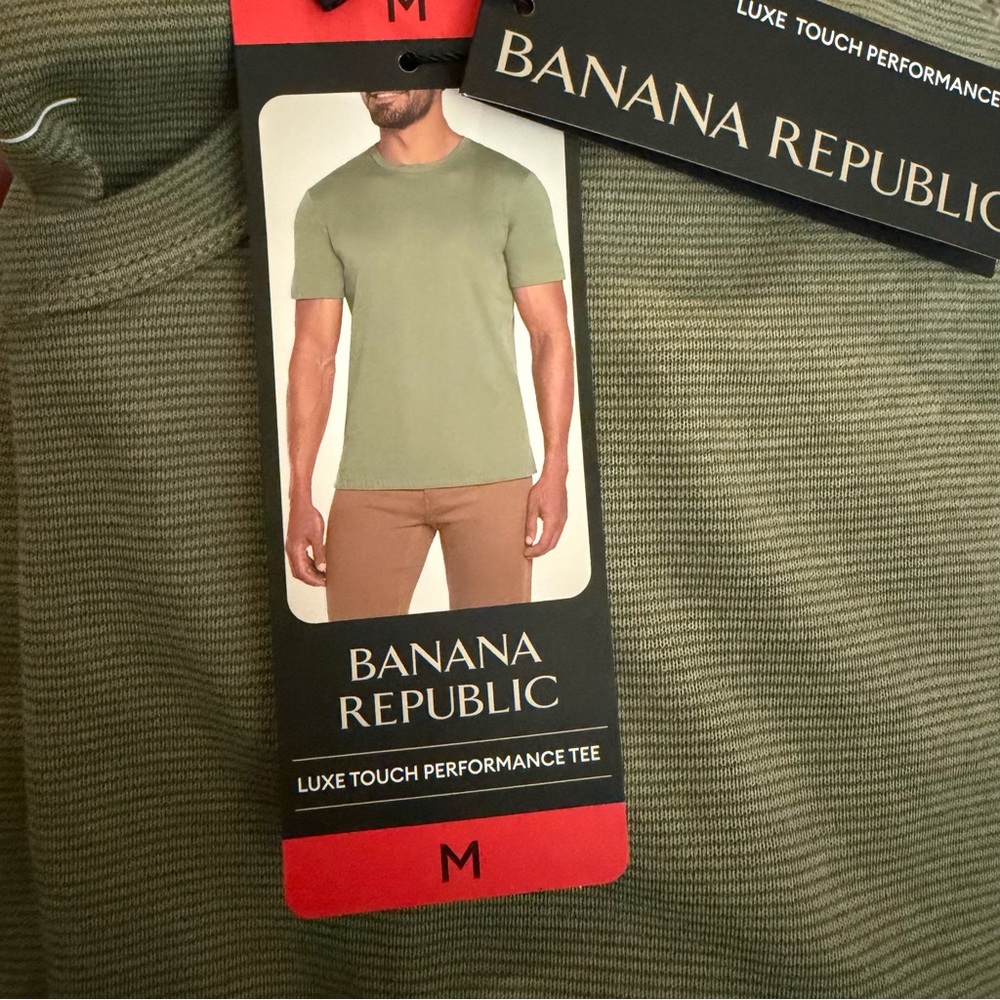 M
LUXE TOUCH PERFORMANCE
BANANA REPUBLIC
BANANA
REPUBLIC
LUXE TOUCH PERFORMANCE TEE
M